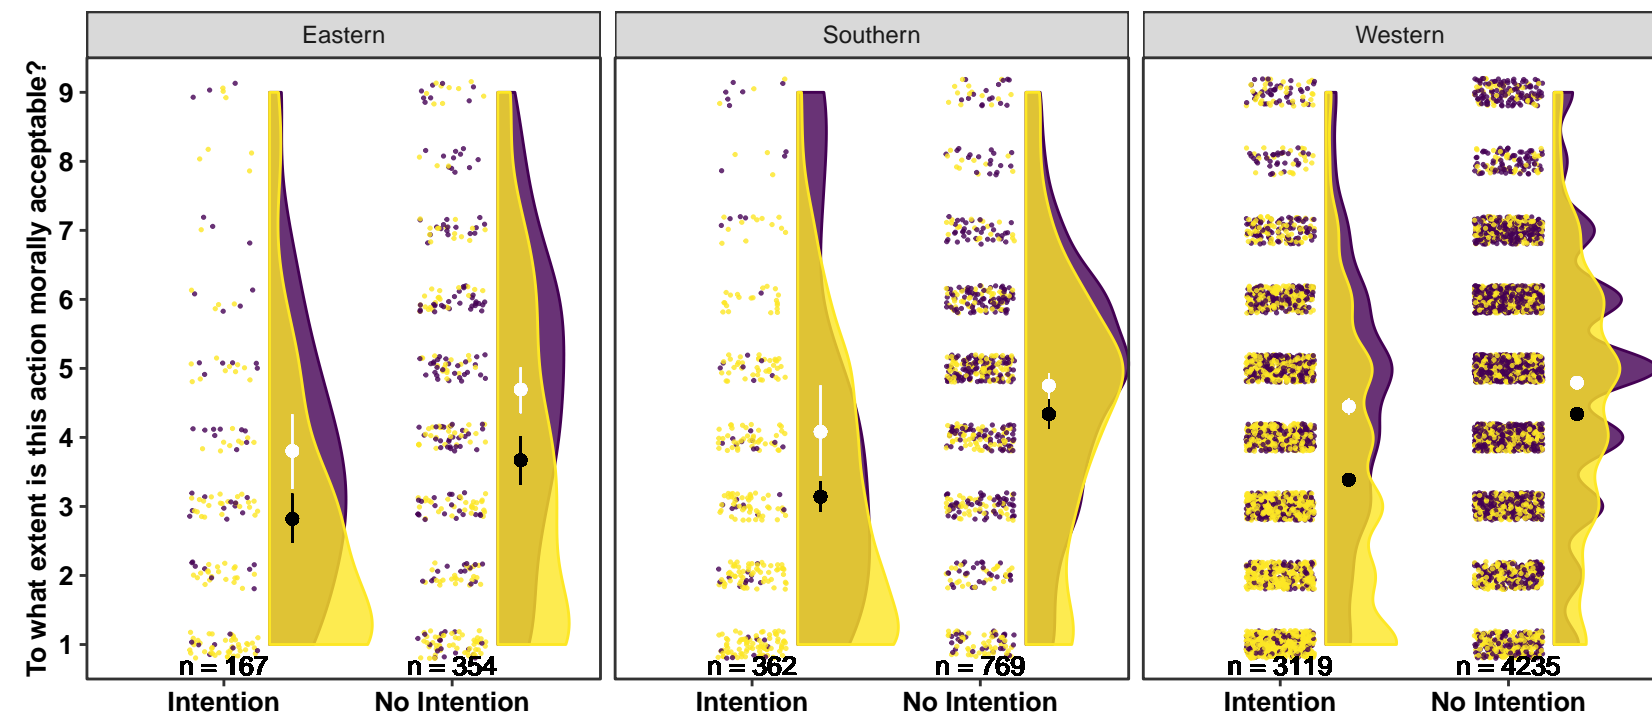 Eastern
Southern
Western
To what extent is this action morally acceptable?
9
8
7
6
5
4
3
2
1
n = 167
n = 354
n = 362
n = 769
n = 3119
n = 4235
Intention
No Intention
Intention
No Intention
Intention
No Intention